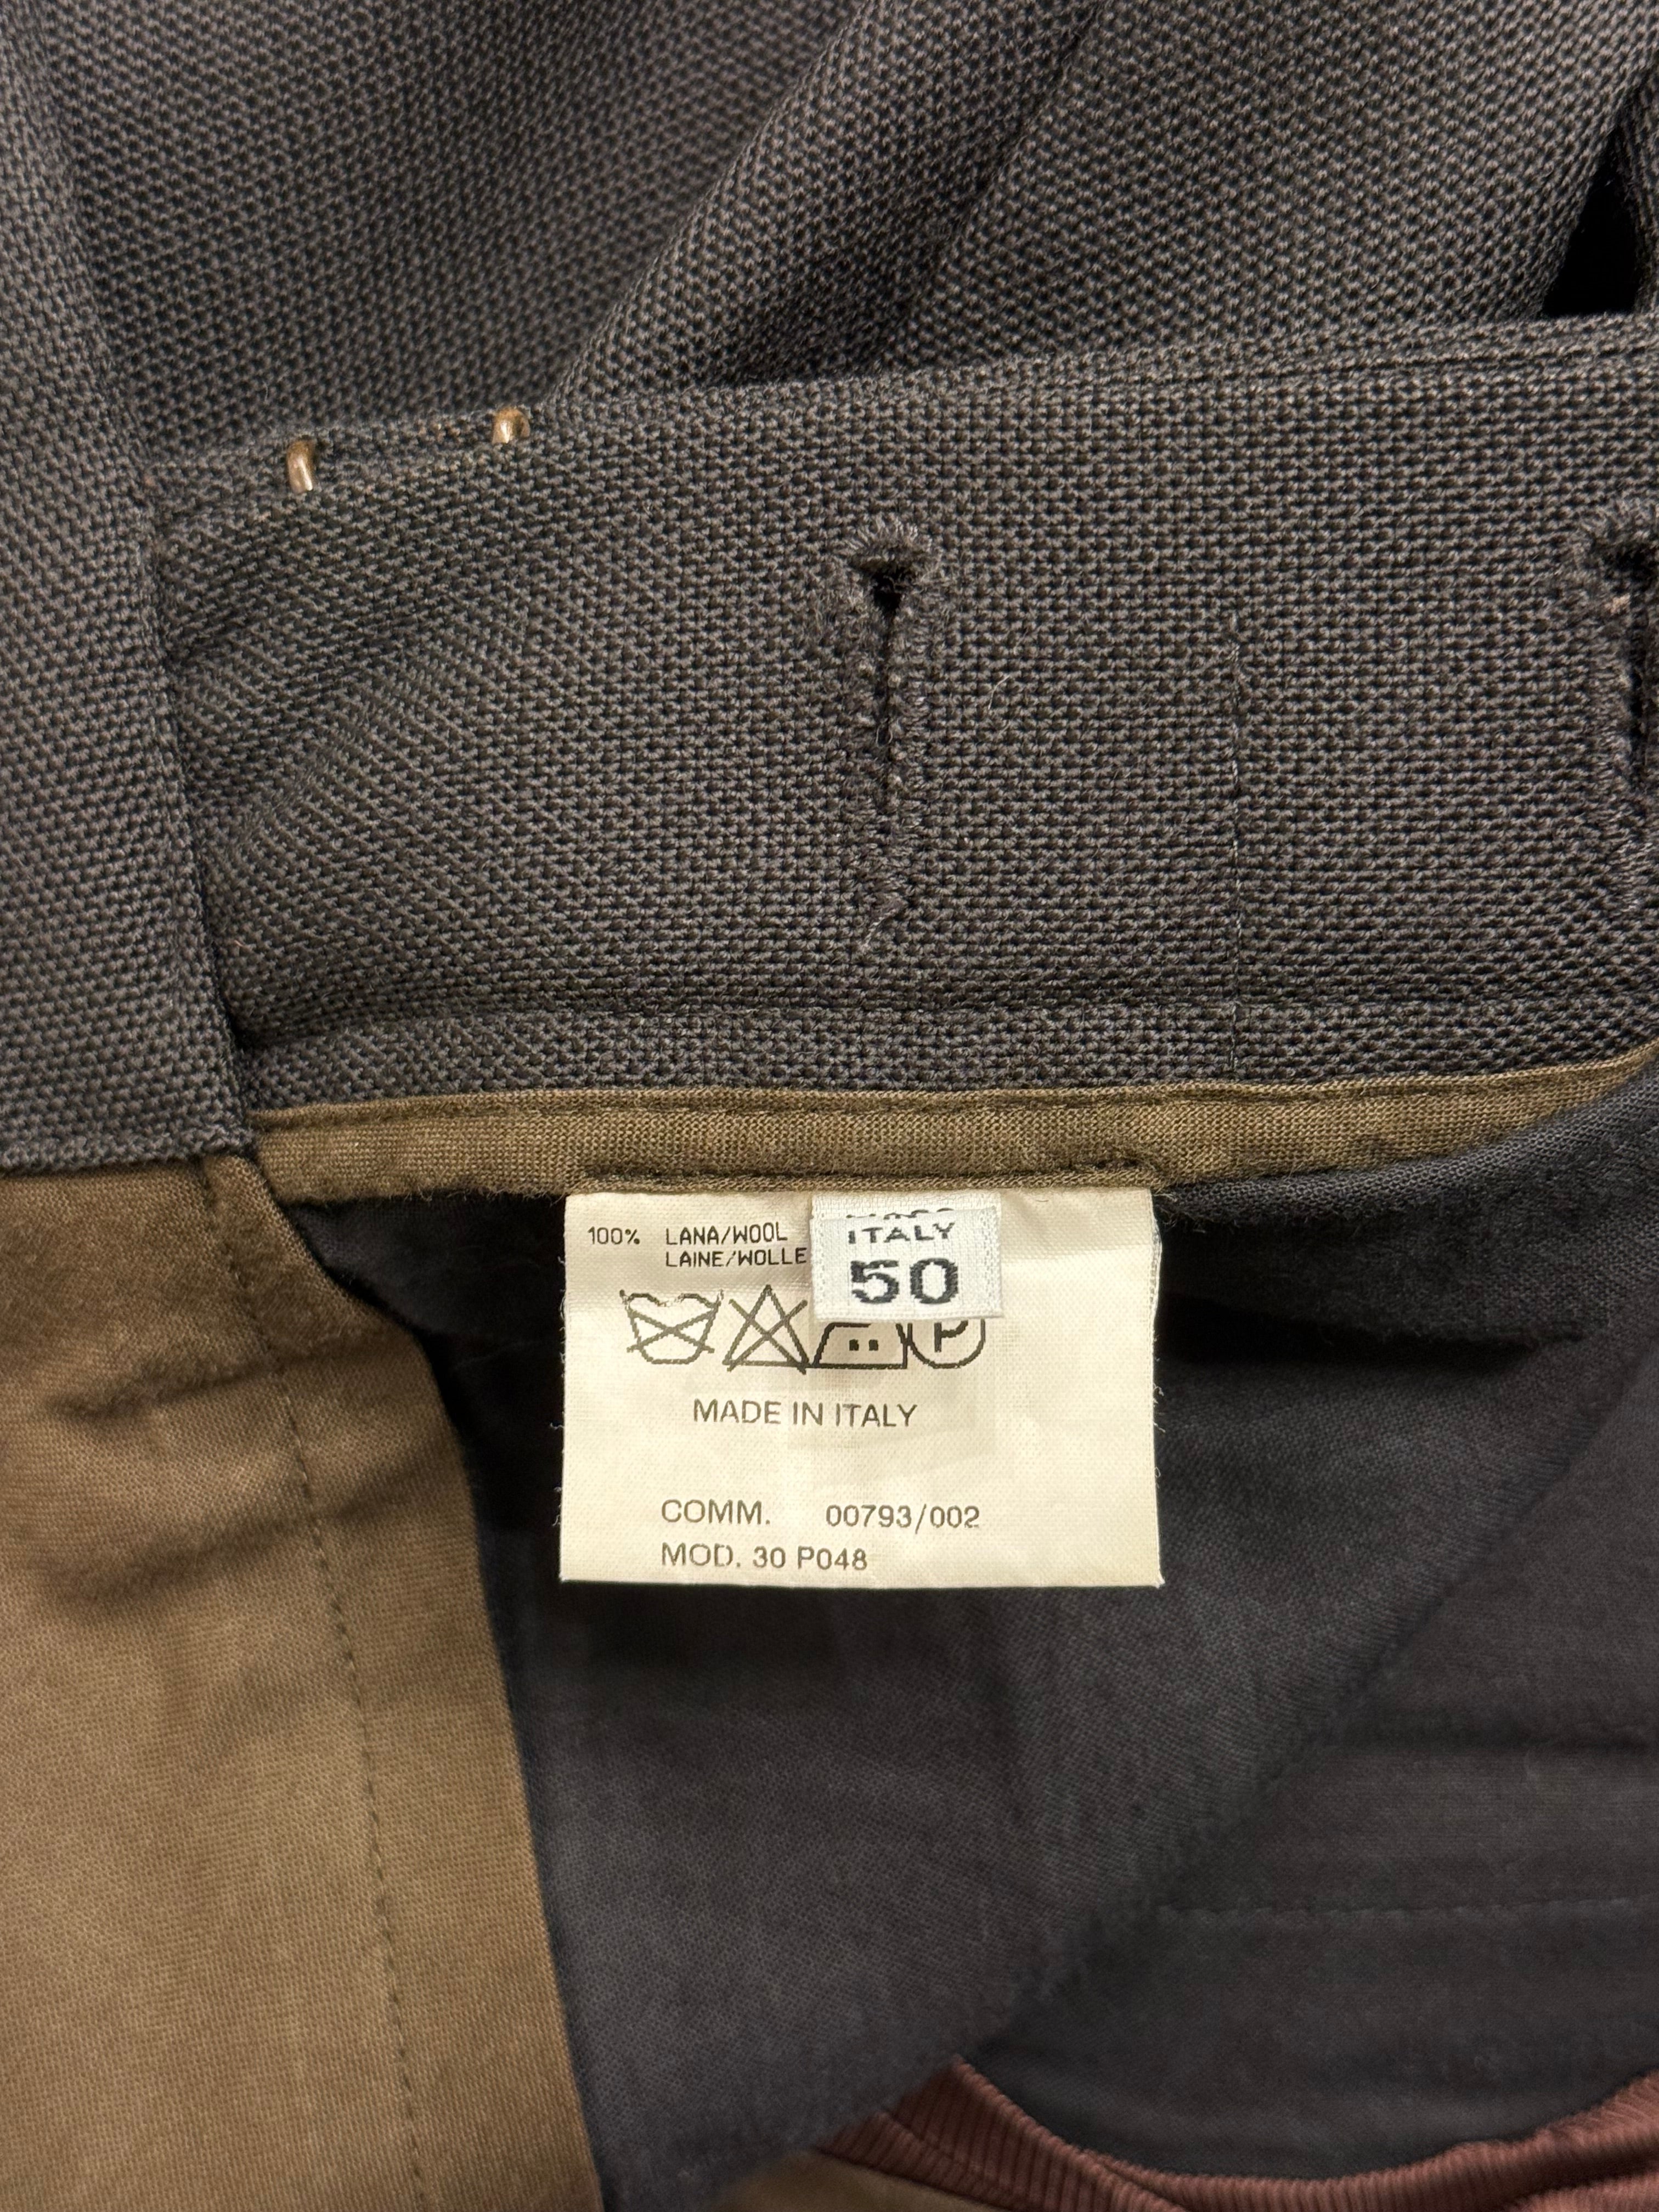 100% LANA/WOOL
LAINE/WOLLE
ITALY
50
P
MADE IN ITALY
COMM. 00793/002
MOD. 30 P048